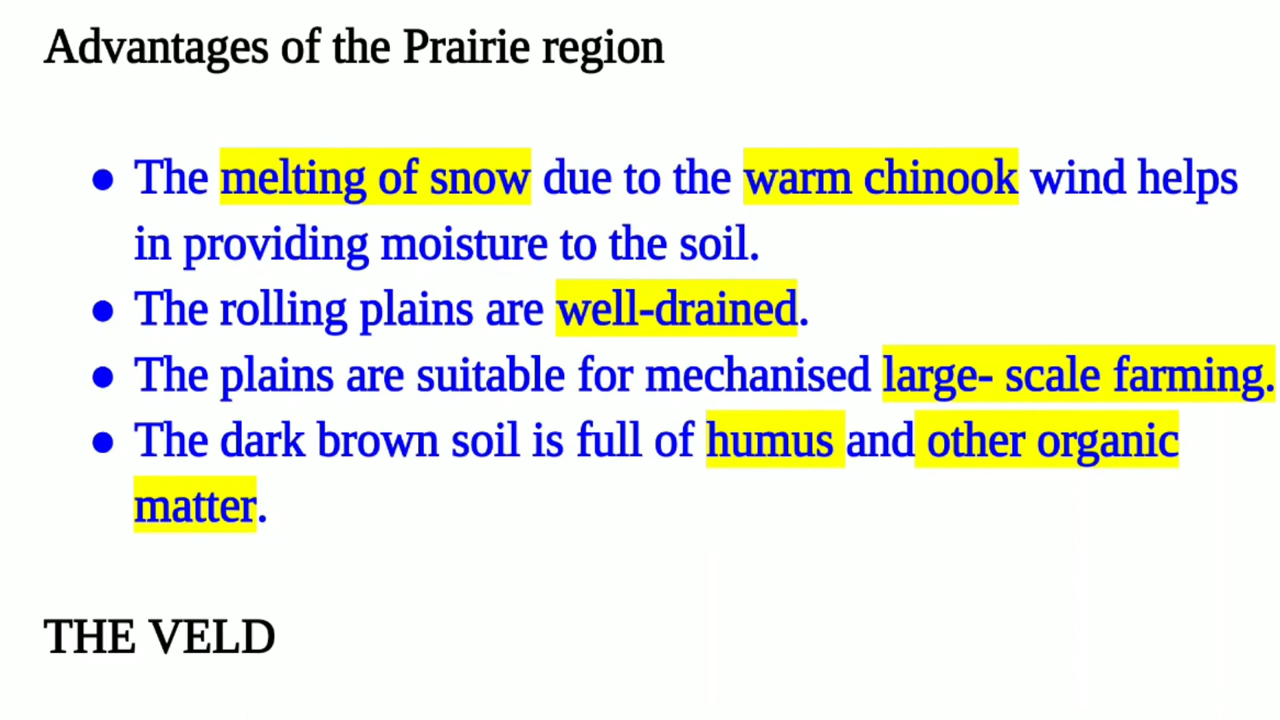 Advantages of the Prairie region
● The melting of snow due to the warm chinook wind helps
in providing moisture to the soil.
● The rolling plains are well-drained.
● The plains are suitable for mechanised large- scale farming.
● The dark brown soil is full of humus and other organic
matter.
THE VELD